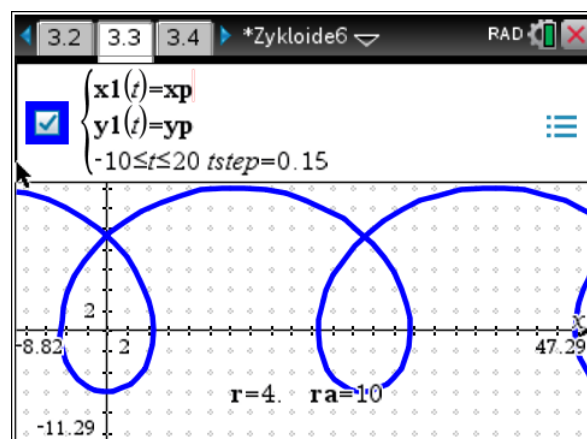 3.2 3.3 3.4 *Zykloide6 RAD
x1(t)=xp
y1(t)=yp
-10≤t≤20 tstep=0.15
2
x
-8.82 2 47.29
r=4. ra=10
-11.29